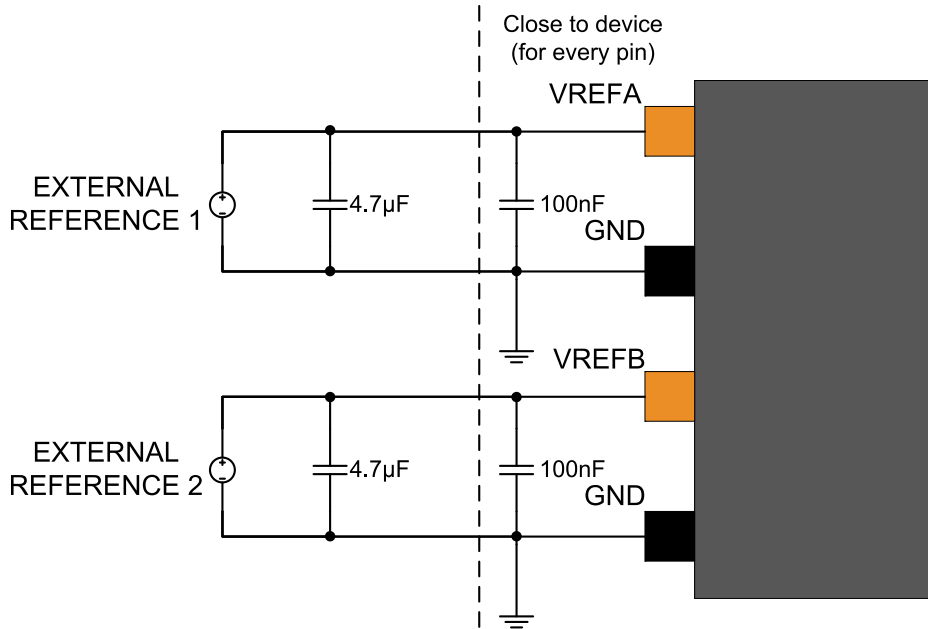 Close to device
(for every pin)
VREFA
EXTERNAL
REFERENCE 1
+
-
4.7µF
100nF
GND
VREFB
EXTERNAL
REFERENCE 2
+
-
4.7µF
100nF
GND